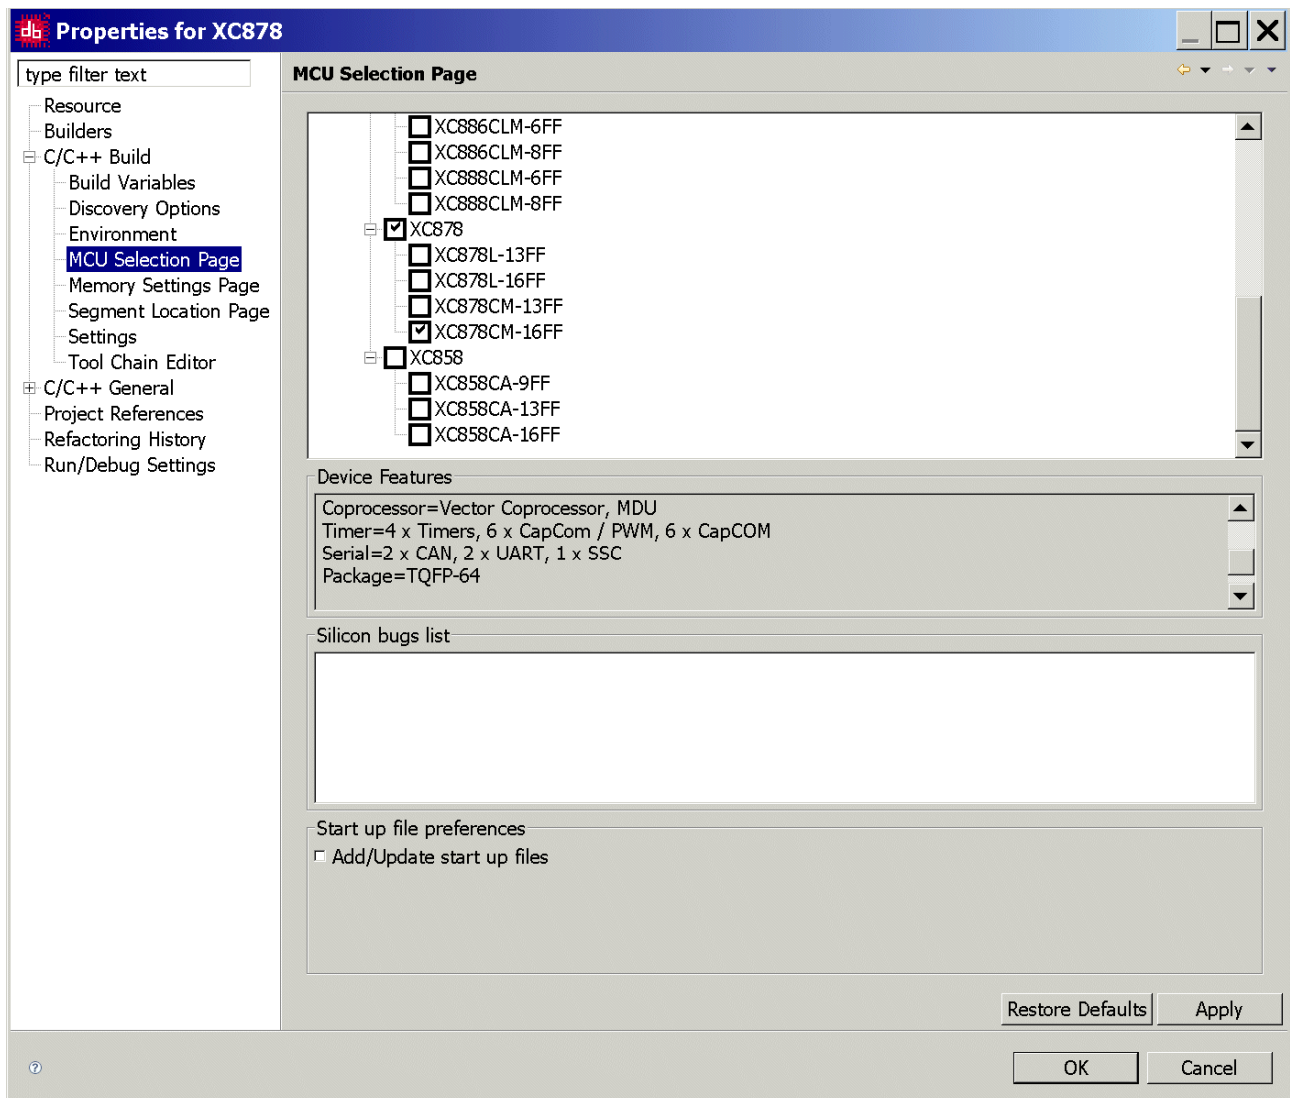 Properties for XC878
type filter text
Resource
Builders
C/C++ Build
Build Variables
Discovery Options
Environment
MCU Selection Page
Memory Settings Page
Segment Location Page
Settings
Tool Chain Editor
C/C++ General
Project References
Refactoring History
Run/Debug Settings
MCU Selection Page
XC886CLM-6FF
XC886CLM-8FF
XC888CLM-6FF
XC888CLM-8FF
XC878
XC878L-13FF
XC878L-16FF
XC878CM-13FF
XC878CM-16FF
XC858
XC858CA-9FF
XC858CA-13FF
XC858CA-16FF
Device Features
Coprocessor=Vector Coprocessor, MDU
Timer=4 x Timers, 6 x CapCom / PWM, 6 x CapCOM
Serial=2 x CAN, 2 x UART, 1 x SSC
Package=TQFP-64
Silicon bugs list
Start up file preferences
Add/Update start up files
Restore Defaults
Apply
OK
Cancel